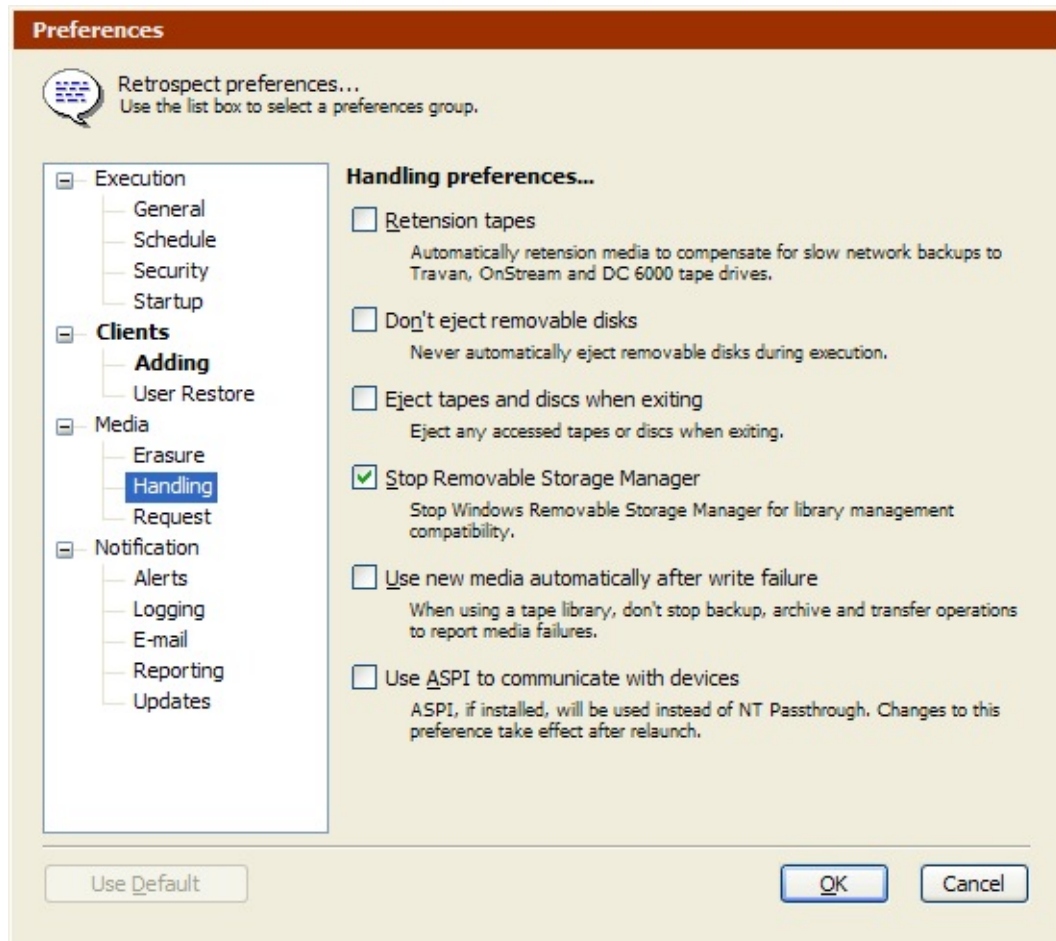 Preferences
Retrospect preferences...
Use the list box to select a preferences group.
Execution
General
Schedule
Security
Startup
Clients
Adding
User Restore
Media
Erasure
Handling
Request
Notification
Alerts
Logging
E-mail
Reporting
Updates
Handling preferences...
Retension tapes
Automatically retension media to compensate for slow network backups to
Travan, OnStream and DC 6000 tape drives.
Don't eject removable disks
Never automatically eject removable disks during execution.
Eject tapes and discs when exiting
Eject any accessed tapes or discs when exiting.
Stop Removable Storage Manager
Stop Windows Removable Storage Manager for library management
compatibility.
Use new media automatically after write failure
When using a tape library, don't stop backup, archive and transfer operations
to report media failures.
Use ASPI to communicate with devices
ASPI, if installed, will be used instead of NT Passthrough. Changes to this
preference take effect after relaunch.
Use Default
OK
Cancel